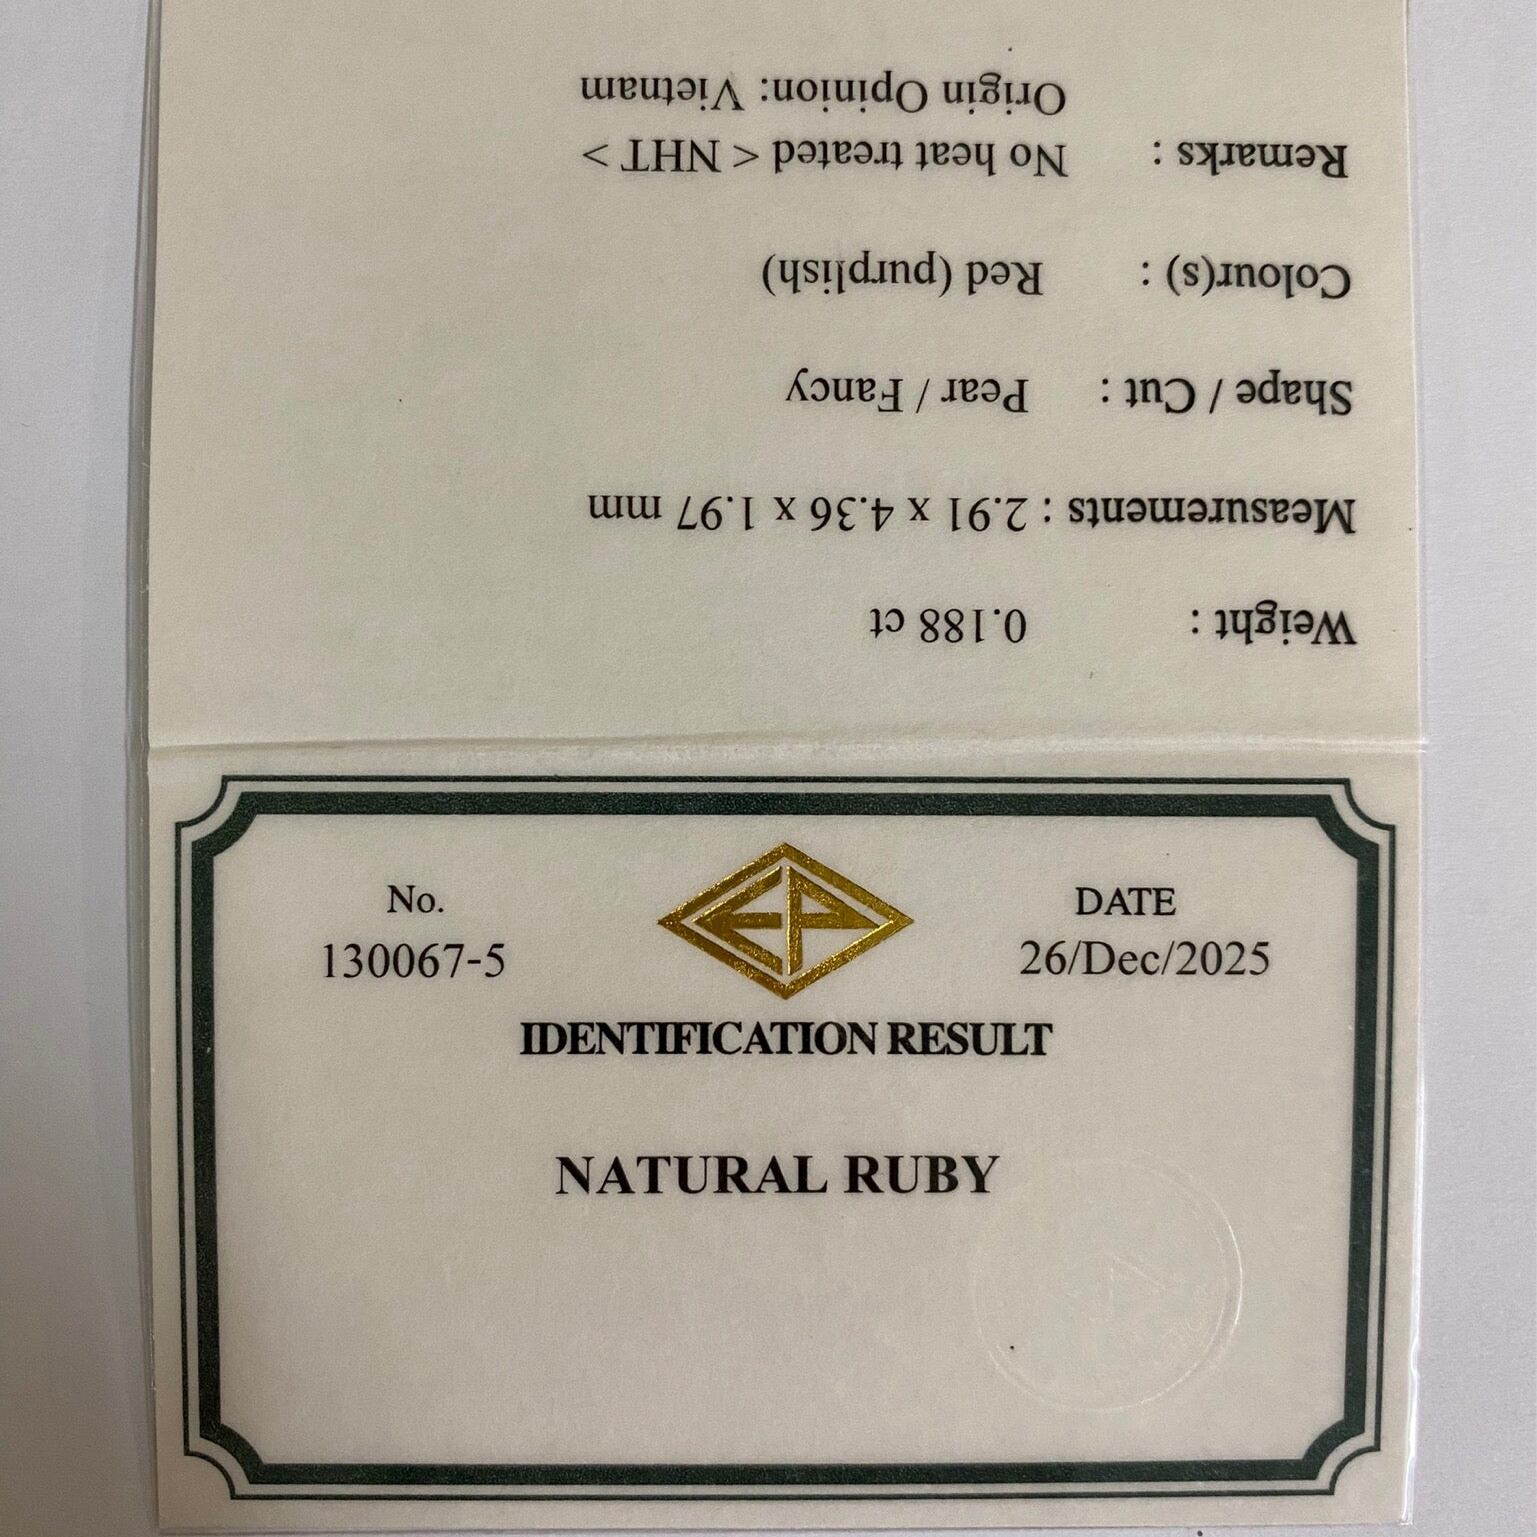 Weight : 0.188 ct
Measurements : 2.91 x 4.36 x 1.97 mm
Shape / Cut : Pear / Fancy
Colour(s) : Red (purplish)
Remarks : No heat treated < NHT >
Origin Opinion: Vietnam
No.
130067-5
EP
DATE
26/Dec/2025
IDENTIFICATION RESULT
NATURAL RUBY